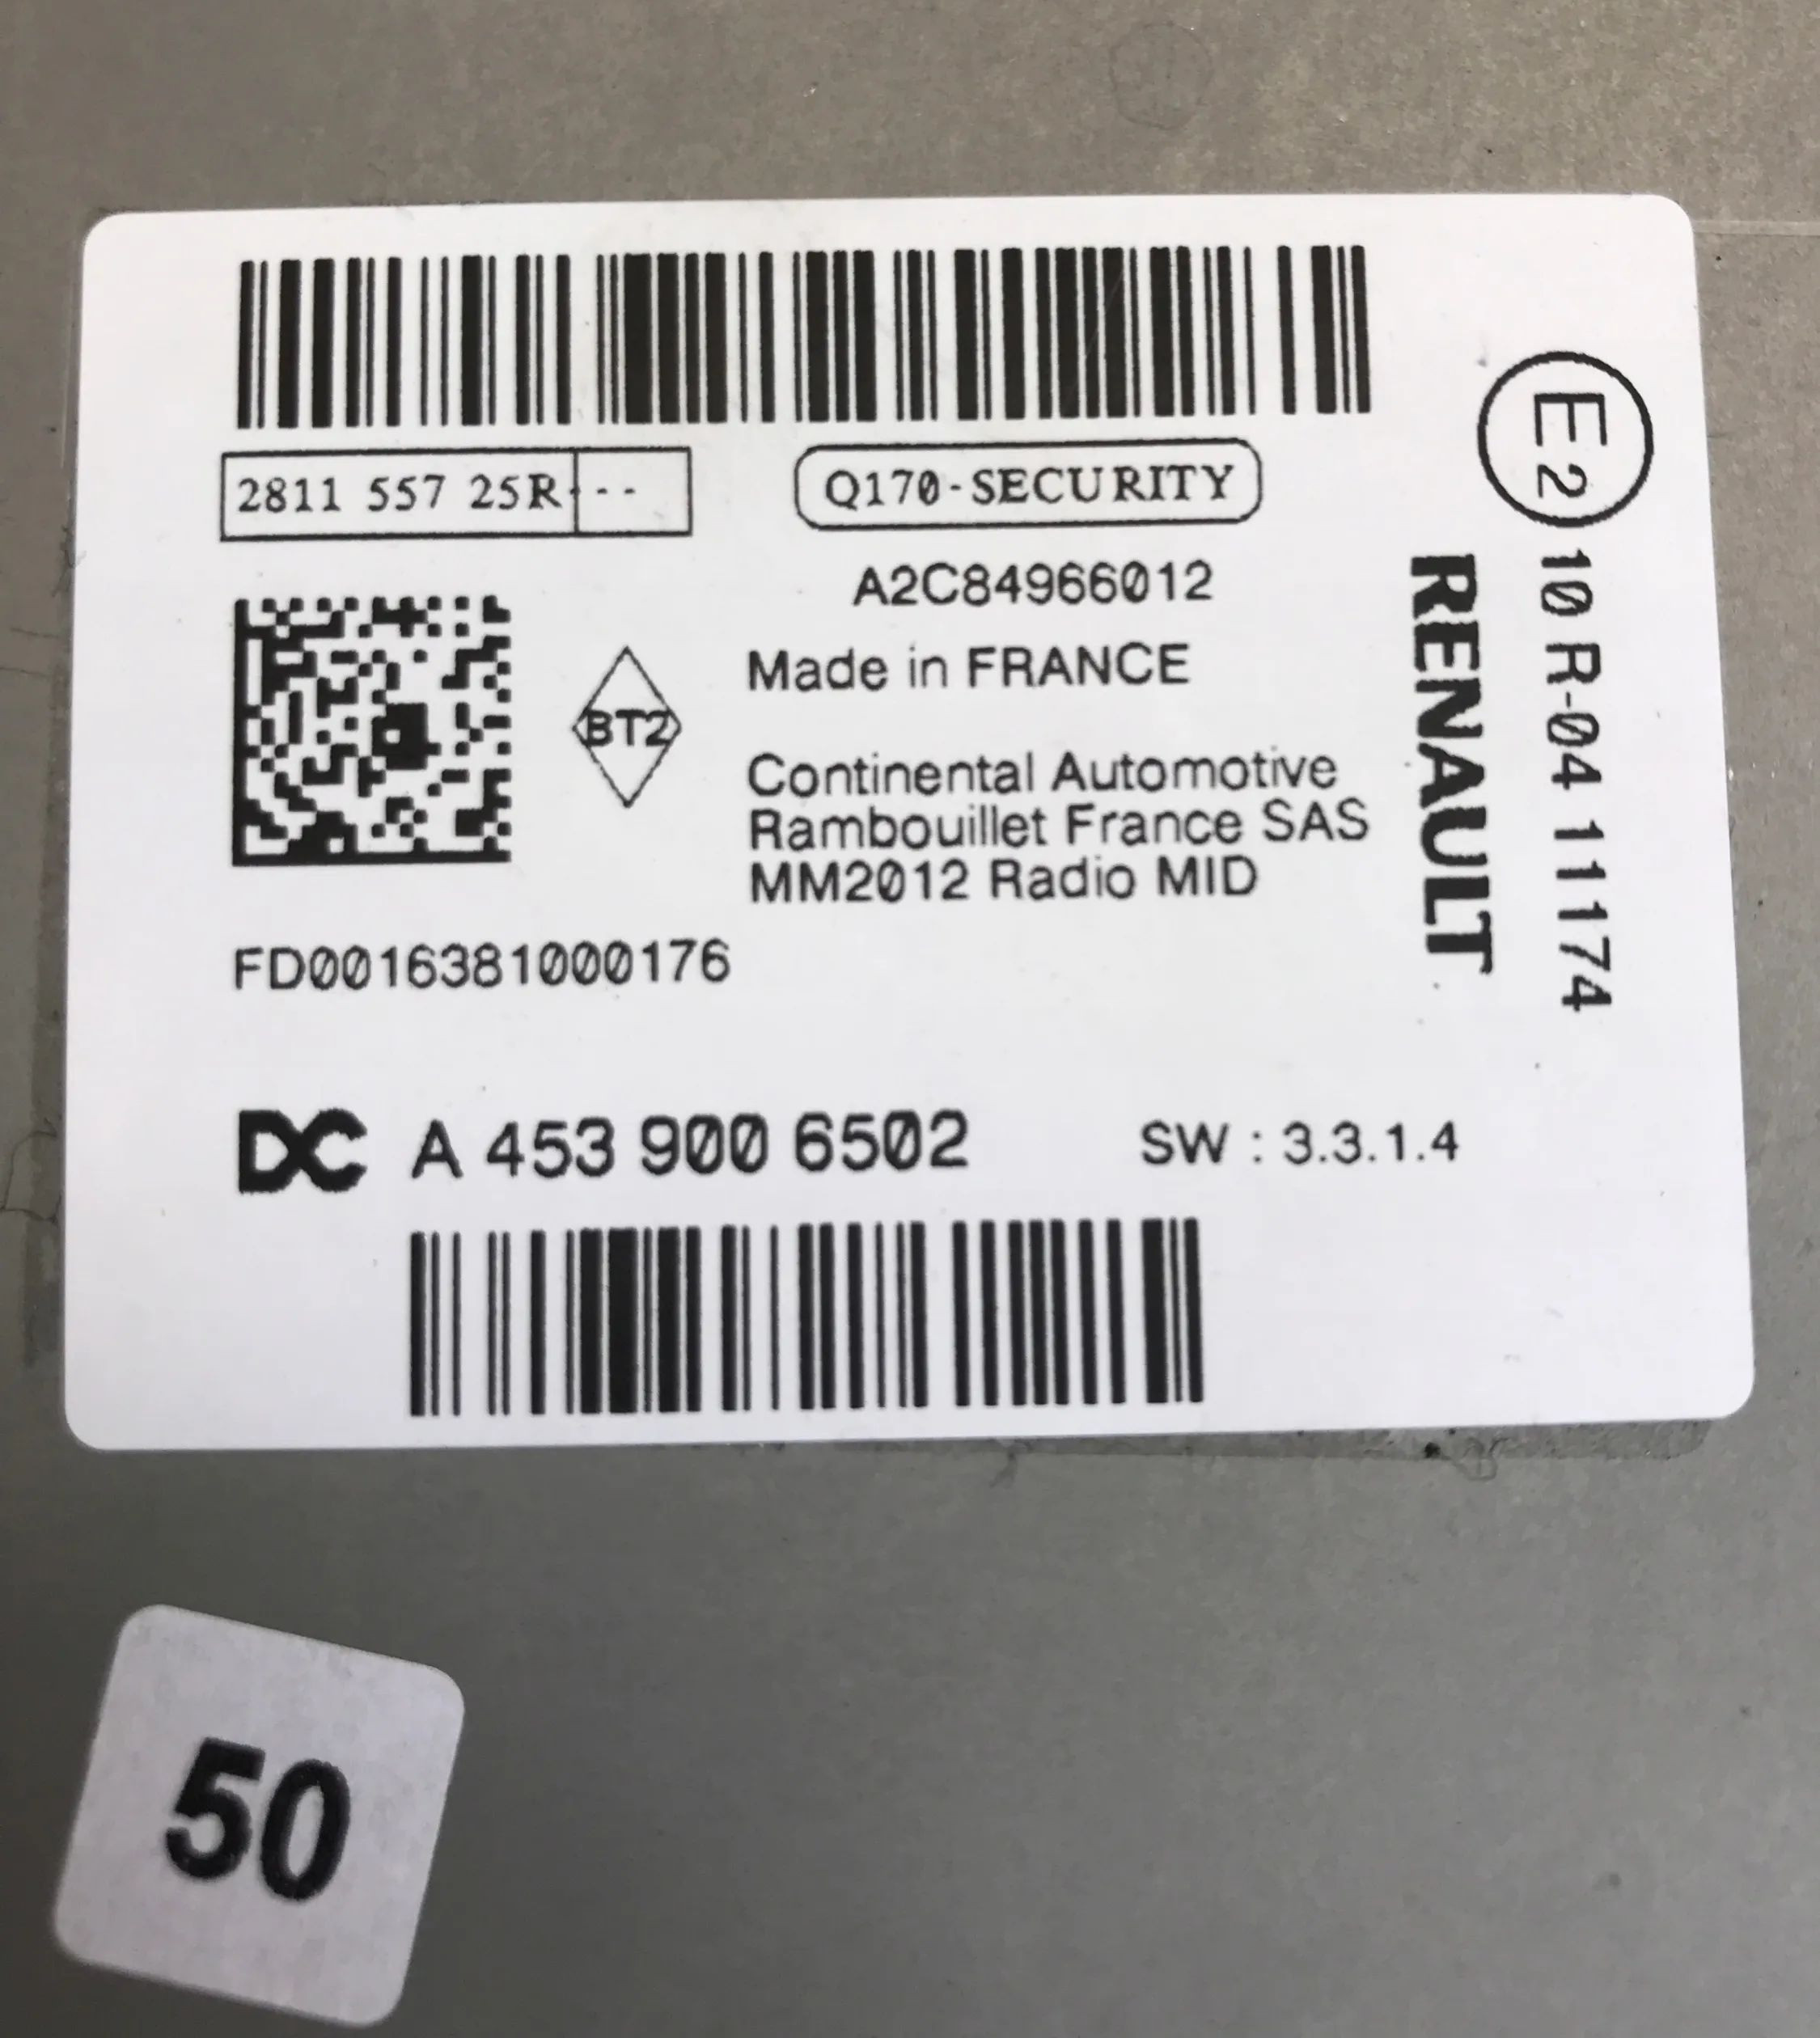 2811 557 25R --
Q170-SECURITY
A2C84966012
BT2
Made in FRANCE
Continental Automotive
Rambouillet France SAS
MM2012 Radio MID
FD0016381000176
RENAULT
E2 10 R-04 11174
DC A 453 900 6502
SW : 3.3.1.4
50